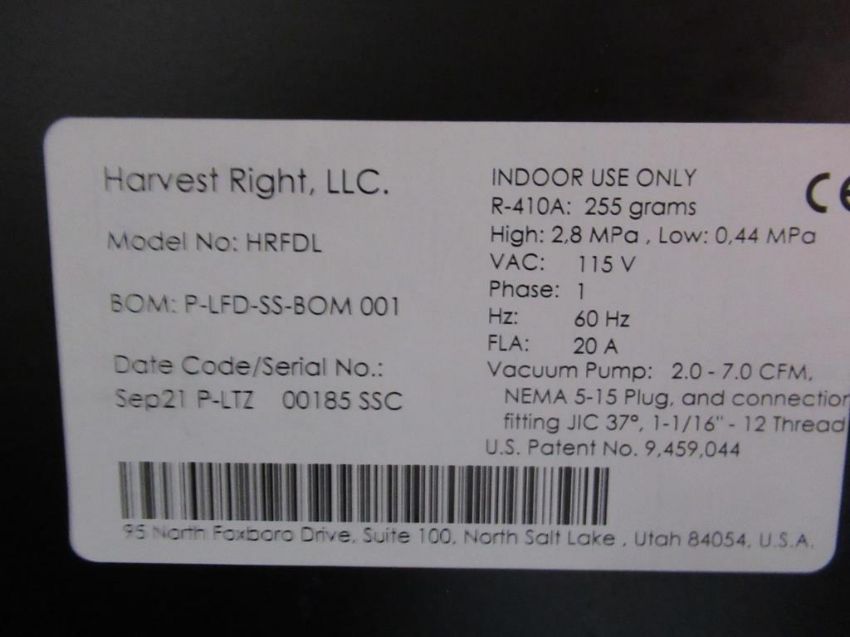 Harvest Right, LLC.
Model No: HRFDL
BOM: P-LFD-SS-BOM 001
Date Code/Serial No.:
Sep21 P-LTZ 00185 SSC
INDOOR USE ONLY
R-410A: 255 grams
High: 2,8 MPa , Low: 0,44 MPa
VAC: 115 V
Phase: 1
Hz: 60 Hz
FLA: 20 A
Vacuum Pump: 2.0 - 7.0 CFM,
NEMA 5-15 Plug, and connection
fitting JIC 37°, 1-1/16" - 12 Thread
U.S. Patent No. 9,459,044
CE
95 North Foxboro Drive, Suite 100, North Salt Lake , Utah 84054, U.S.A.